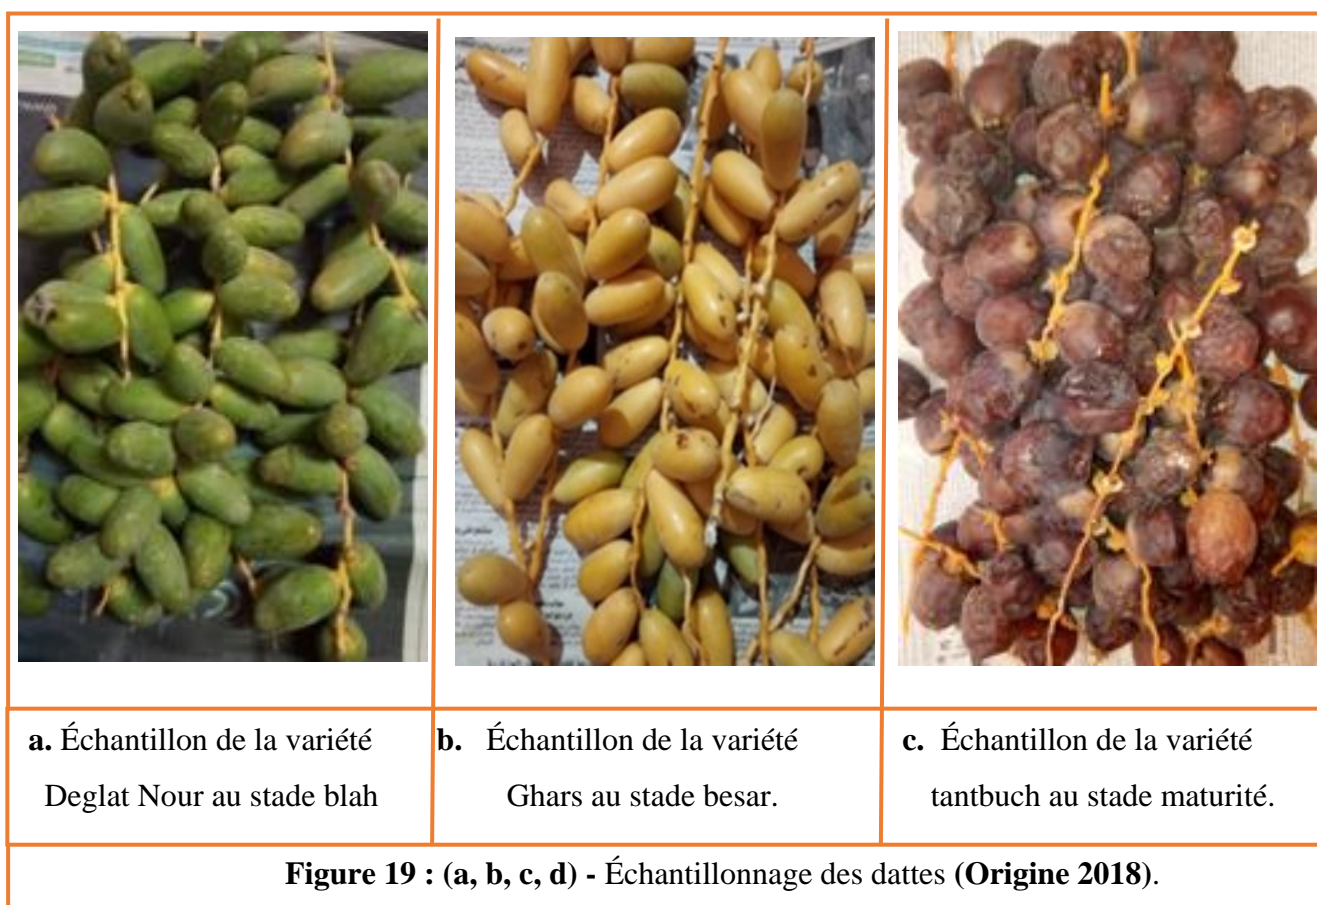 a. Échantillon de la variété
Deglat Nour au stade blah
b. Échantillon de la variété
Ghars au stade besar.
c. Échantillon de la variété
tantbuch au stade maturité.
Figure 19 : (a, b, c, d) - Échantillonnage des dattes (Origine 2018).